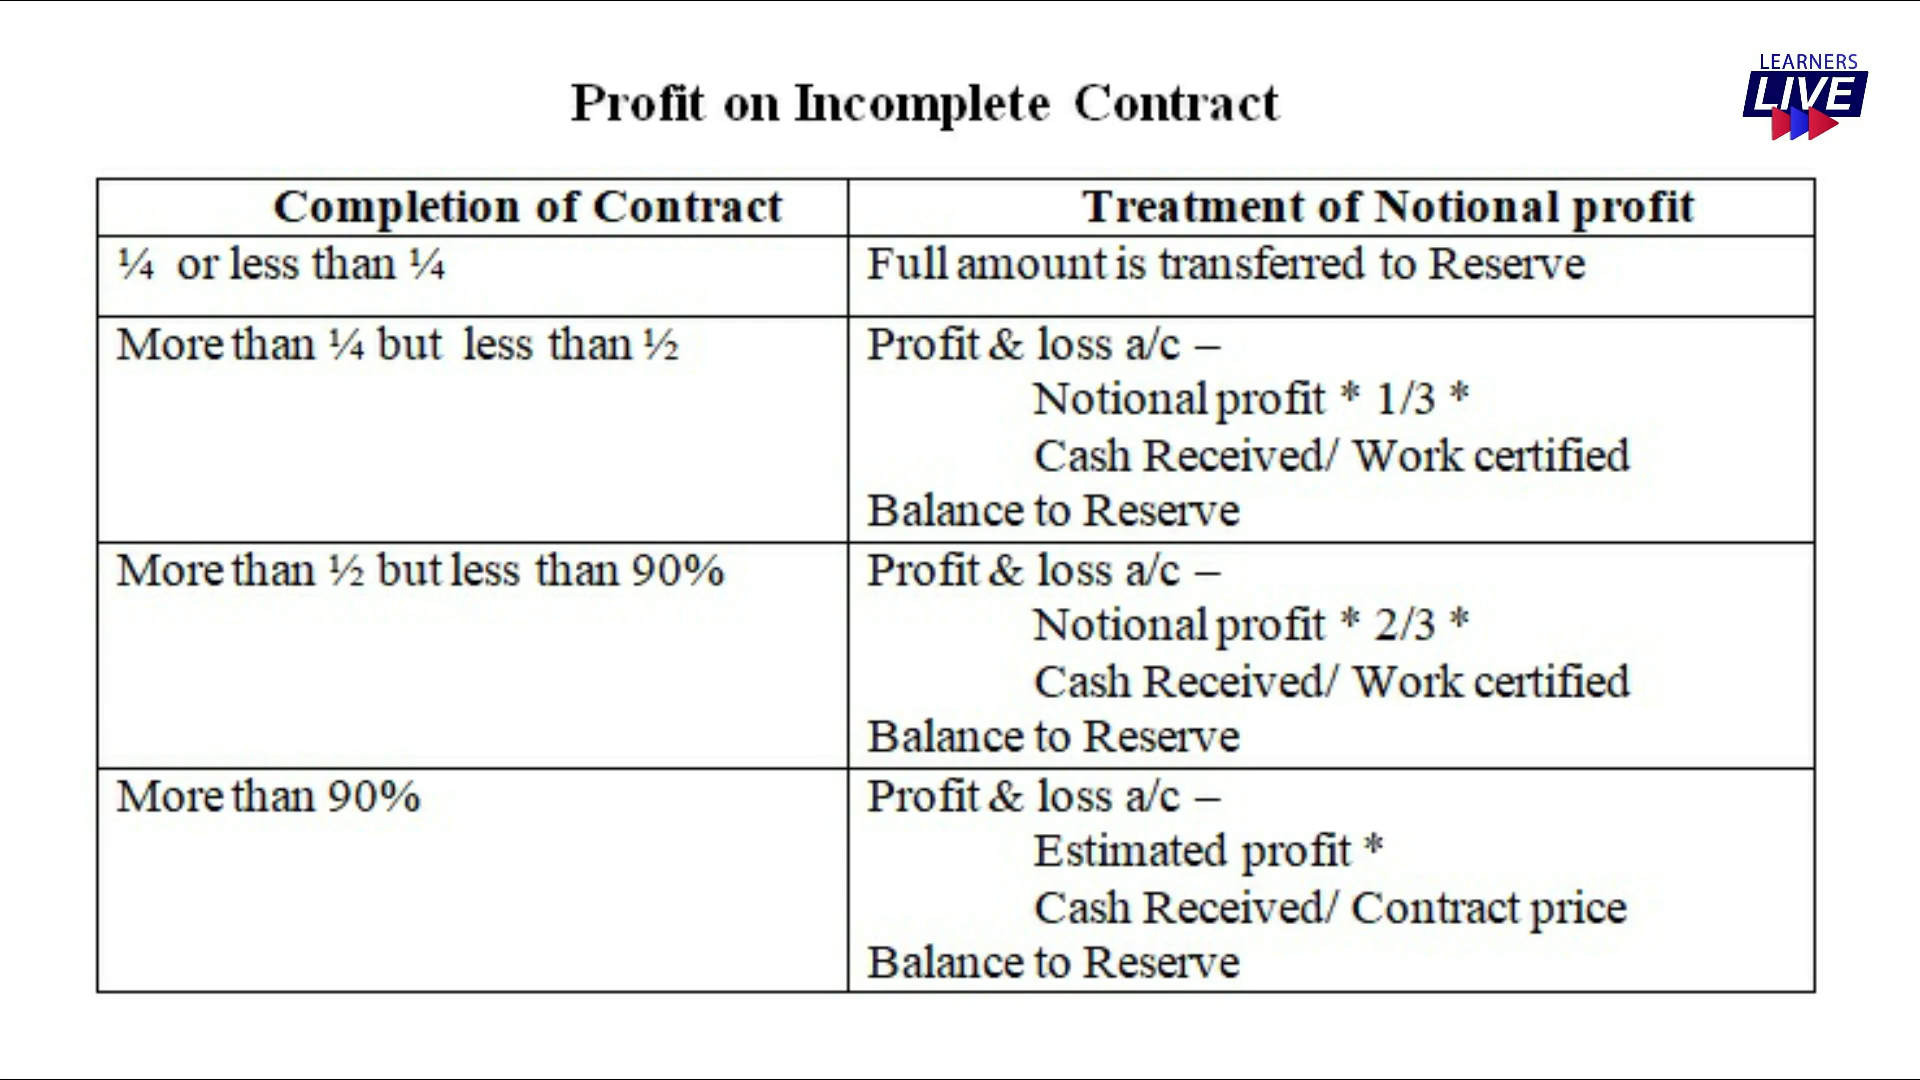 LEARNERS
LIVE
Profit on Incomplete Contract
Completion of Contract
Treatment of Notional profit
¼ or less than ¼
Full amount is transferred to Reserve
More than ¼ but less than ½
Profit & loss a/c –
Notional profit * 1/3 *
Cash Received/ Work certified
Balance to Reserve
More than ½ but less than 90%
Profit & loss a/c –
Notional profit * 2/3 *
Cash Received/ Work certified
Balance to Reserve
More than 90%
Profit & loss a/c –
Estimated profit *
Cash Received/ Contract price
Balance to Reserve